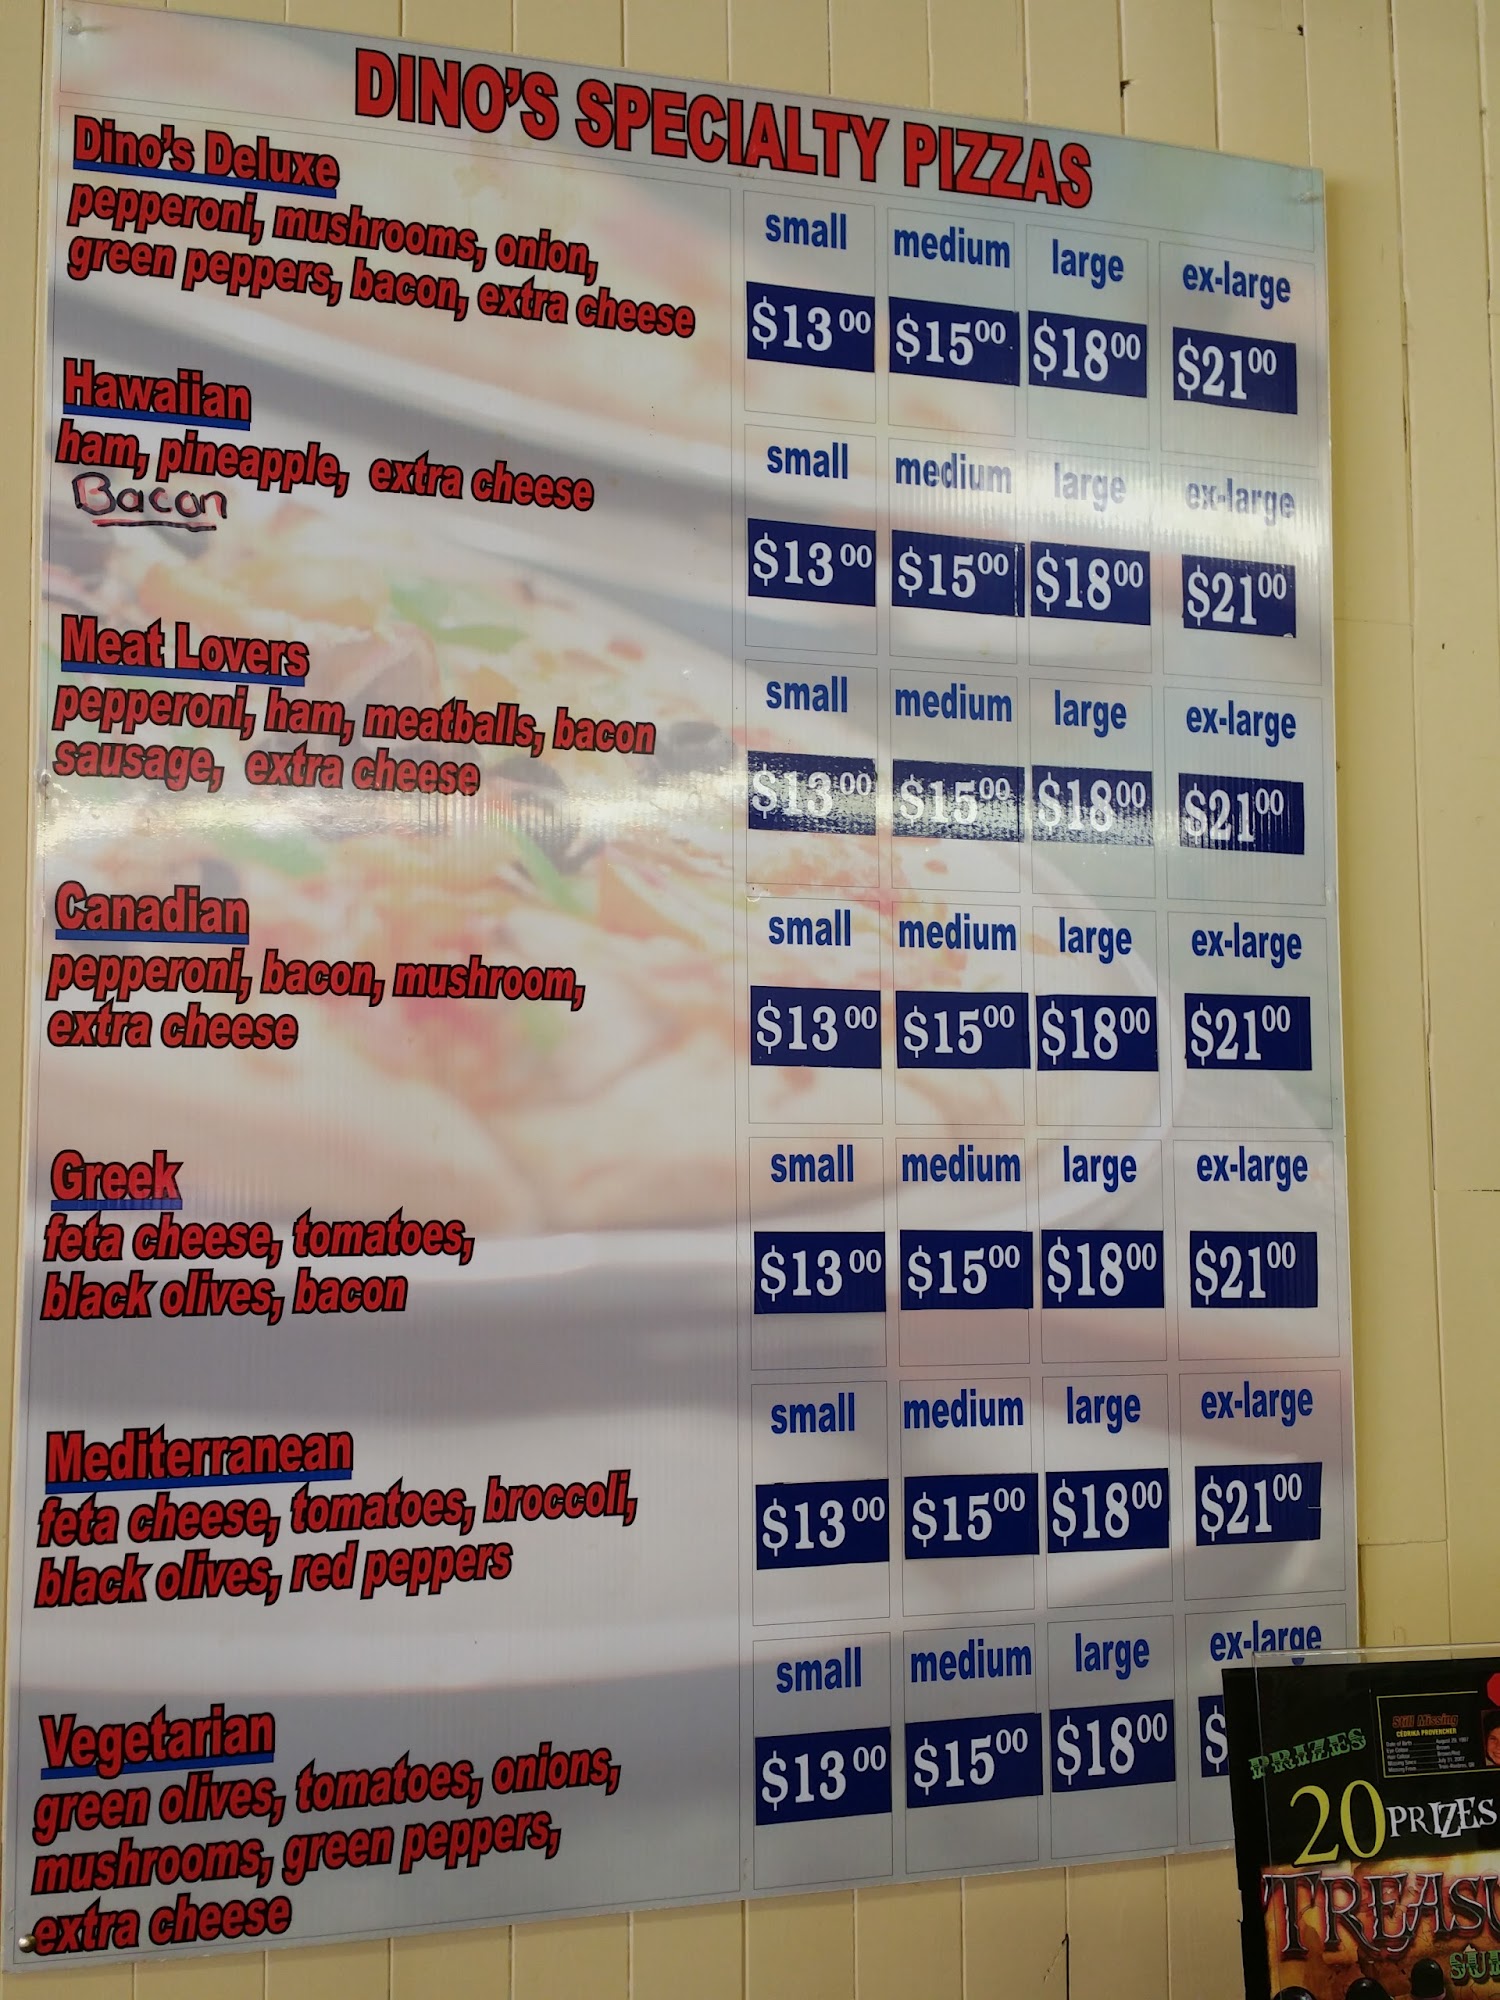 DINO'S SPECIALTY PIZZAS
Dino's Deluxe
pepperoni, mushrooms, onion,
green peppers, bacon, extra cheese
small medium large ex-large
$13 00 $15 00 $18 00 $21 00
Hawaiian
ham, pineapple, extra cheese
Bacon
small medium large ex-large
$13 00 $15 00 $18 00 $21 00
Meat Lovers
pepperoni, ham, meatballs, bacon
sausage, extra cheese
small medium large ex-large
$13 00 $15 00 $18 00 $21 00
Canadian
pepperoni, bacon, mushroom,
extra cheese
small medium large ex-large
$13 00 $15 00 $18 00 $21 00
Greek
feta cheese, tomatoes,
black olives, bacon
small medium large ex-large
$13 00 $15 00 $18 00 $21 00
Mediterranean
feta cheese, tomatoes, broccoli,
black olives, red peppers
small medium large ex-large
$13 00 $15 00 $18 00 $21 00
Vegetarian
green olives, tomatoes, onions,
mushrooms, green peppers,
extra cheese
small medium large ex-large
$13 00 $15 00 $18 00 $
PRIZES
20 PRIZES
Still Missing
CÉDRIKA PROVENCHER
TREASU